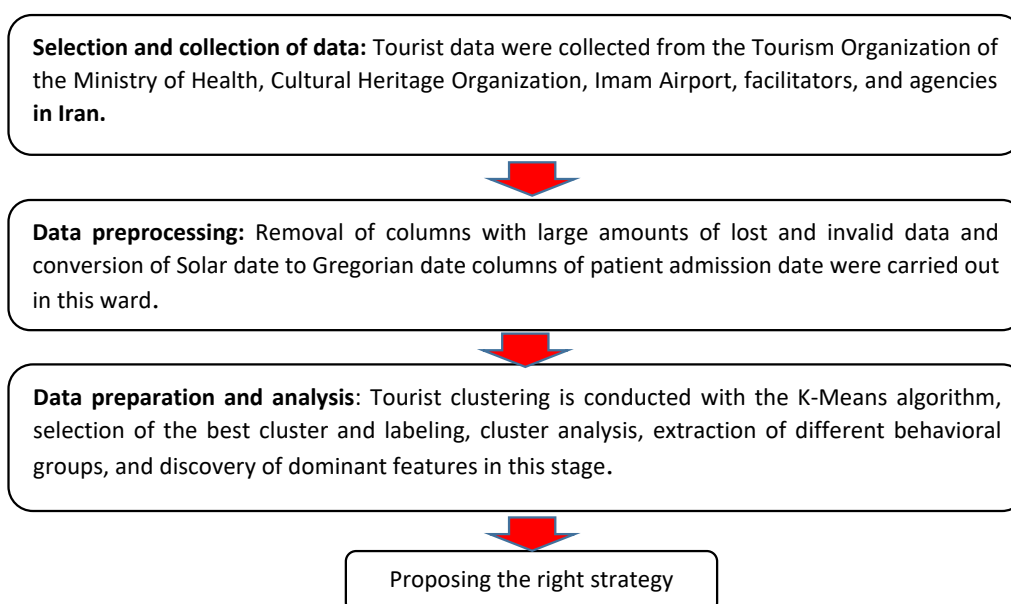 Selection and collection of data: Tourist data were collected from the Tourism Organization of
the Ministry of Health, Cultural Heritage Organization, Imam Airport, facilitators, and agencies
in Iran.
Data preprocessing: Removal of columns with large amounts of lost and invalid data and
conversion of Solar date to Gregorian date columns of patient admission date were carried out
in this ward.
Data preparation and analysis: Tourist clustering is conducted with the K-Means algorithm,
selection of the best cluster and labeling, cluster analysis, extraction of different behavioral
groups, and discovery of dominant features in this stage.
Proposing the right strategy